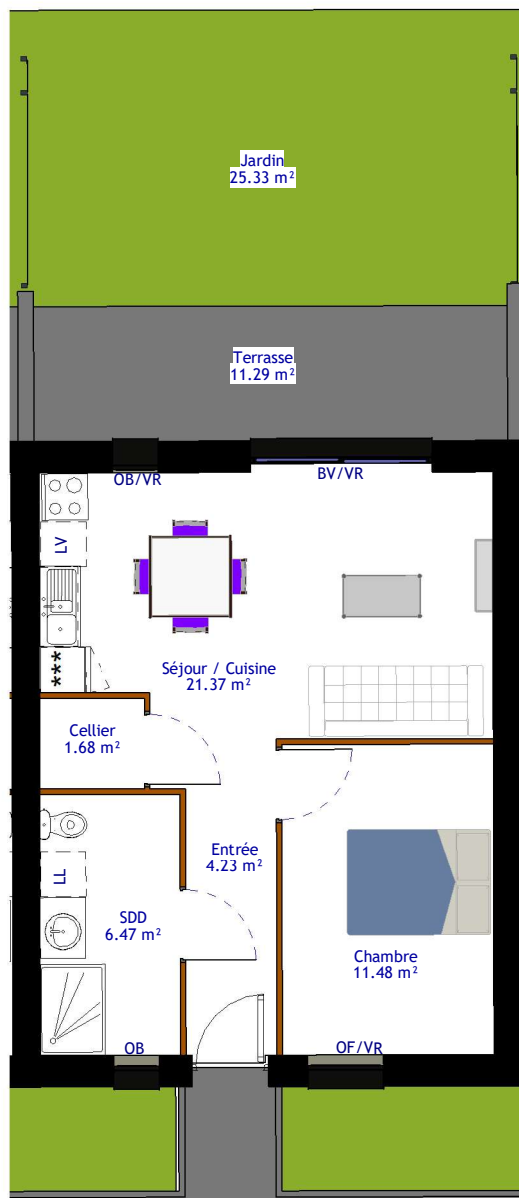 Jardin
25.33 m²
Terrasse
11.29 m²
OB/VR
BV/VR
LV
***
Séjour / Cuisine
21.37 m²
Cellier
1.68 m²
Entrée
4.23 m²
LL
SDD
6.47 m²
Chambre
11.48 m²
OB
OF/VR